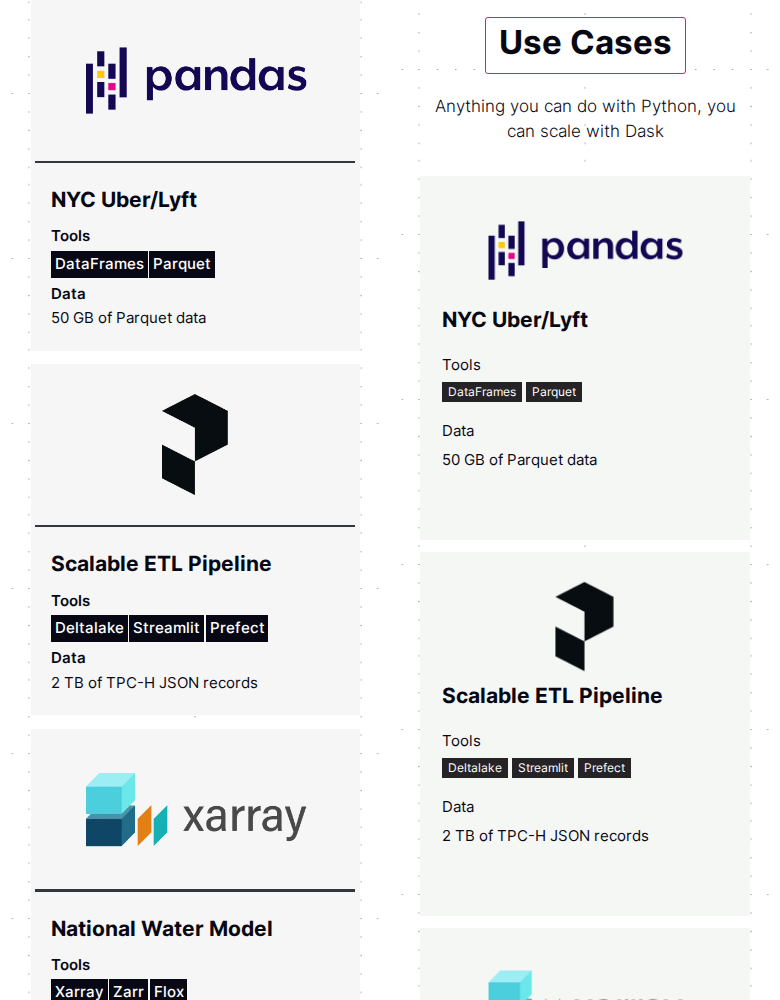 pandas
NYC Uber/Lyft
Tools
DataFrames Parquet
Data
50 GB of Parquet data
Scalable ETL Pipeline
Tools
Deltalake Streamlit Prefect
Data
2 TB of TPC-H JSON records
xarray
National Water Model
Tools
Xarray Zarr Flox
Use Cases
Anything you can do with Python, you
can scale with Dask
pandas
NYC Uber/Lyft
Tools
DataFrames Parquet
Data
50 GB of Parquet data
Scalable ETL Pipeline
Tools
Deltalake Streamlit Prefect
Data
2 TB of TPC-H JSON records